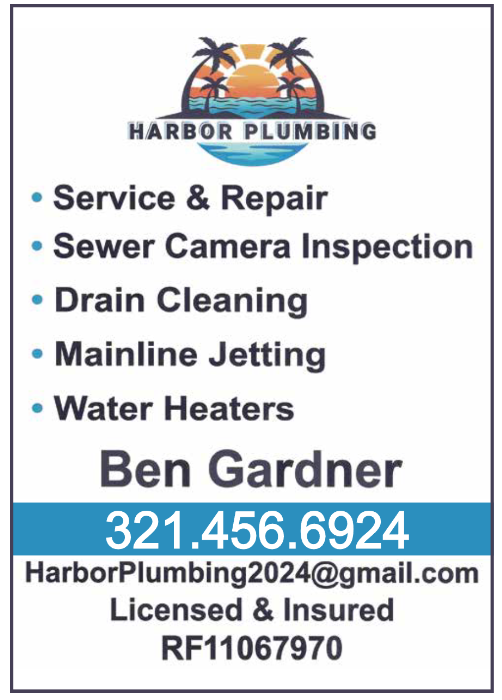 HARBOR PLUMBING
• Service & Repair
• Sewer Camera Inspection
• Drain Cleaning
• Mainline Jetting
• Water Heaters
Ben Gardner
321.456.6924
HarborPlumbing2024@gmail.com
Licensed & Insured
RF11067970